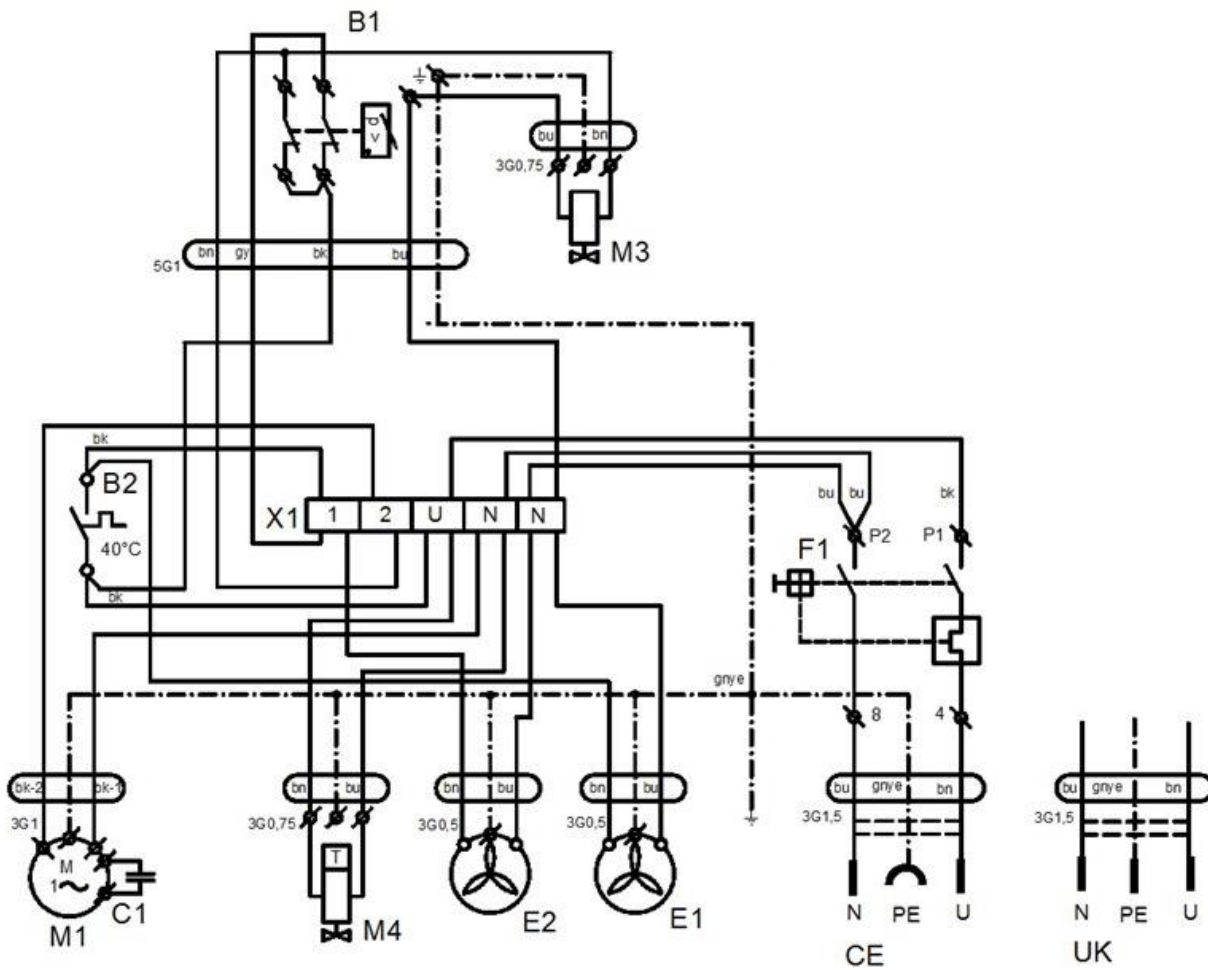 B1
p >
bu bn
3G0,75
M3
bn gy bk bu
5G1
bk
B2
40°C
bk
X1 1 2 U N N
bu bu bk
P2 P1
F1
gnye
8 4
bk-2 bk-1
3G1
M
1
C1
M1
bn bu
3G0,75
T
M4
bn bu
3G0,5
E2
bn bu
3G0,5
E1
bu gnye bn
3G1,5
N PE U
CE
bu gnye bn
3G1,5
N PE U
UK